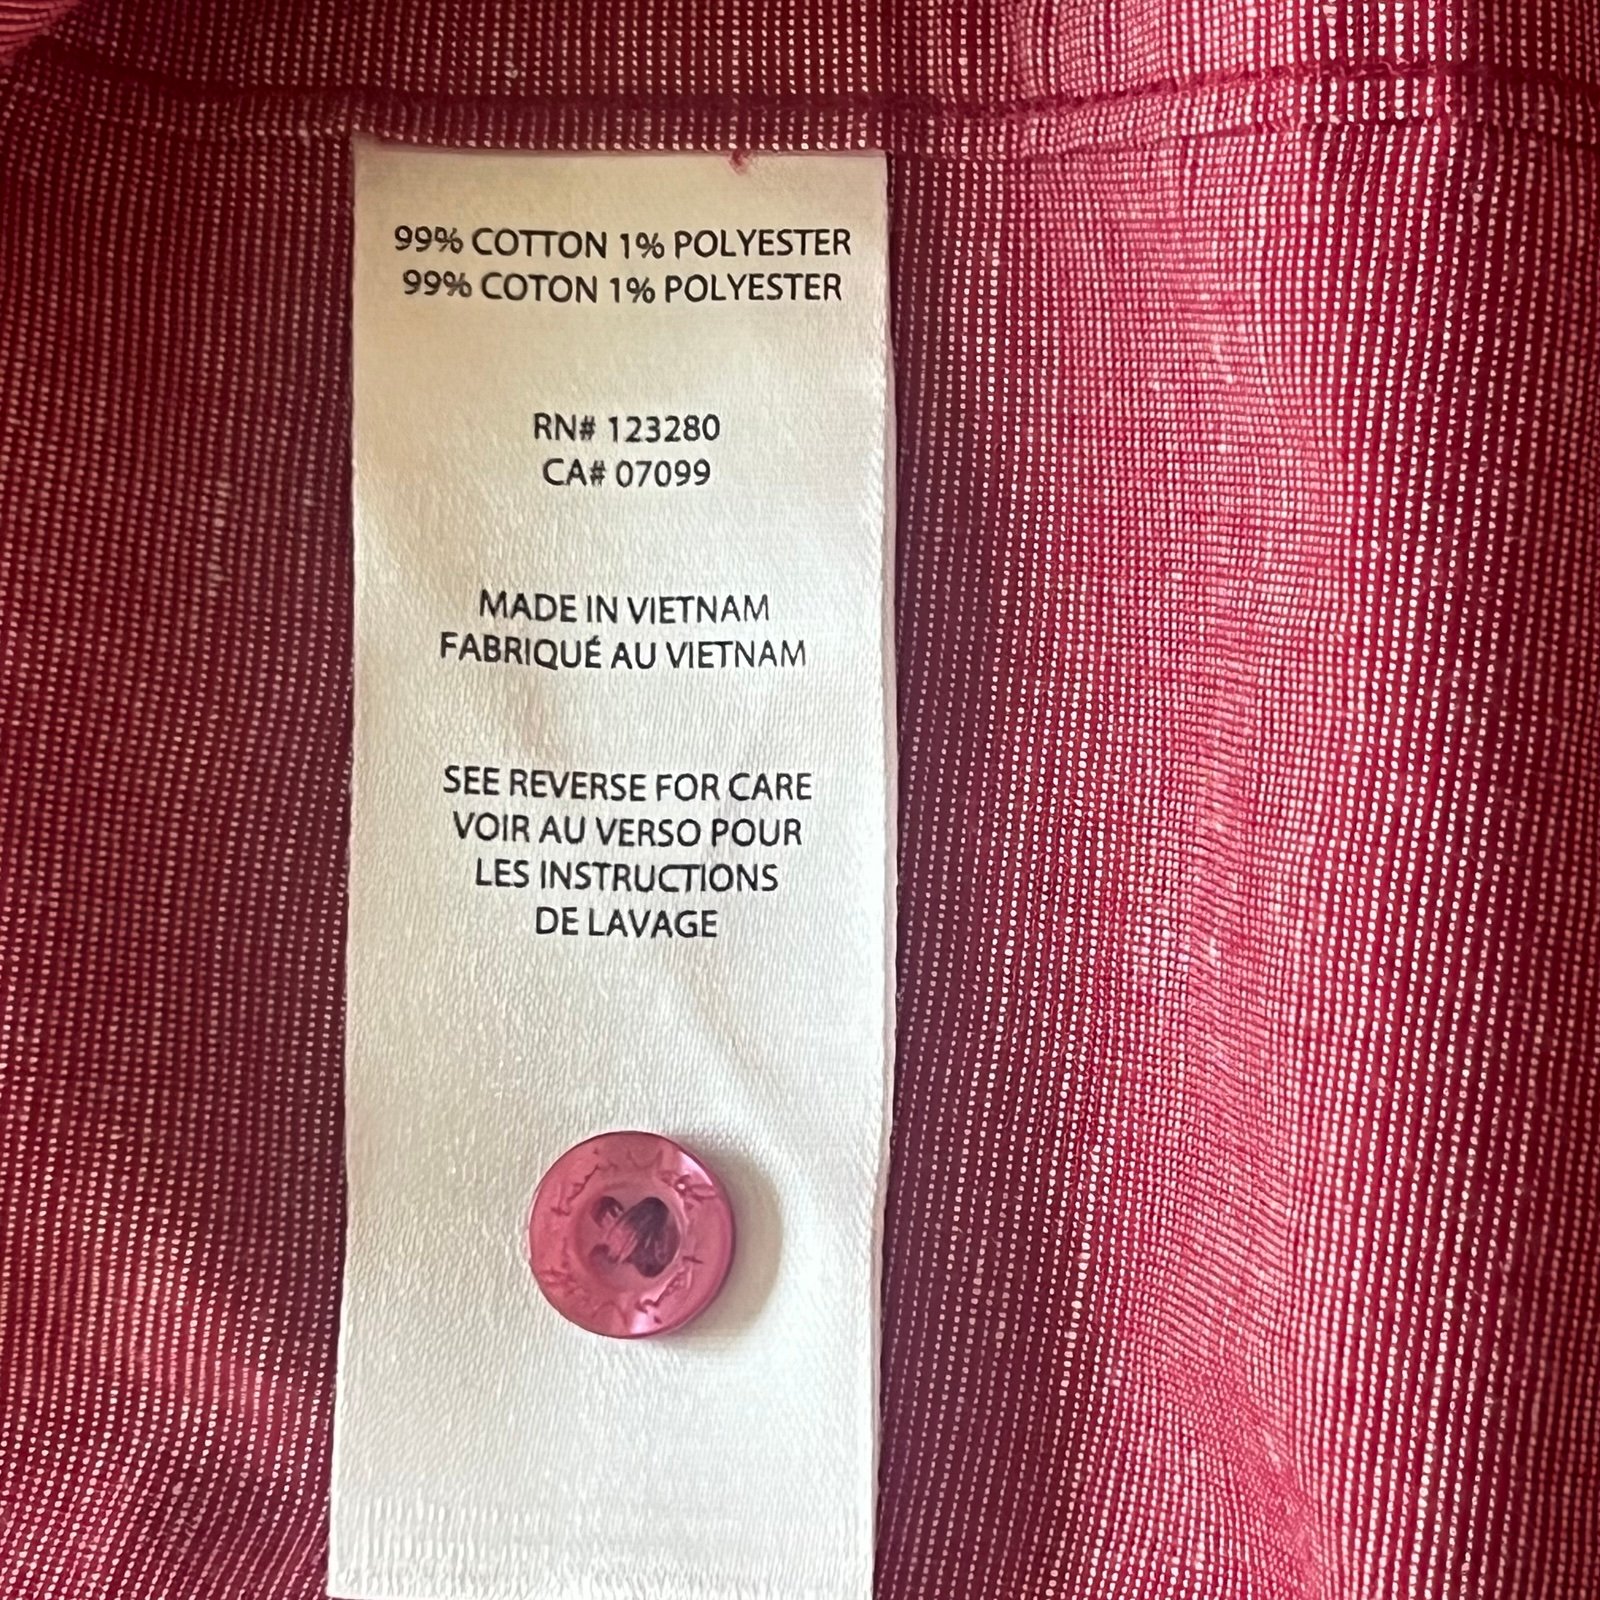 99% COTTON 1% POLYESTER
99% COTON 1% POLYESTER
RN# 123280
CA# 07099
MADE IN VIETNAM
FABRIQUÉ AU VIETNAM
SEE REVERSE FOR CARE
VOIR AU VERSO POUR
LES INSTRUCTIONS
DE LAVAGE